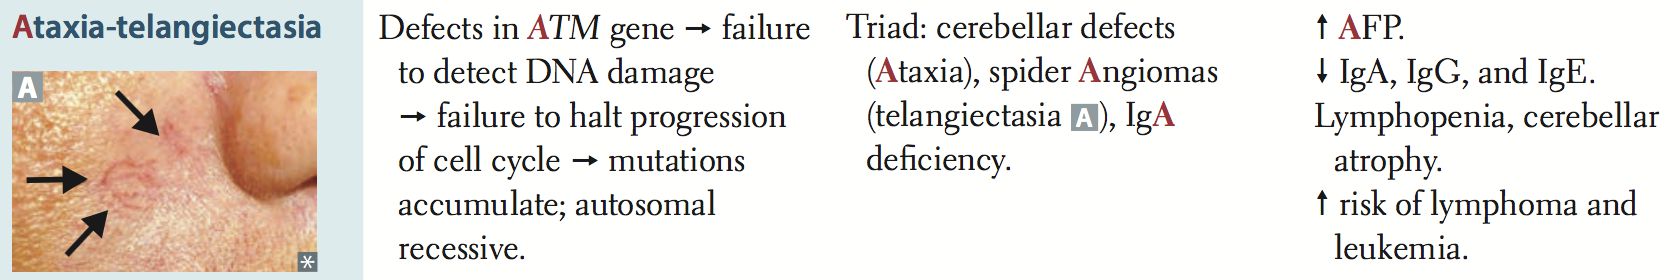 Ataxia-telangiectasia
A
*
Defects in ATM gene → failure
to detect DNA damage
→ failure to halt progression
of cell cycle → mutations
accumulate; autosomal
recessive.
Triad: cerebellar defects
(Ataxia), spider Angiomas
(telangiectasia A), IgA
deficiency.
↑ AFP.
↓ IgA, IgG, and IgE.
Lymphopenia, cerebellar
atrophy.
↑ risk of lymphoma and
leukemia.